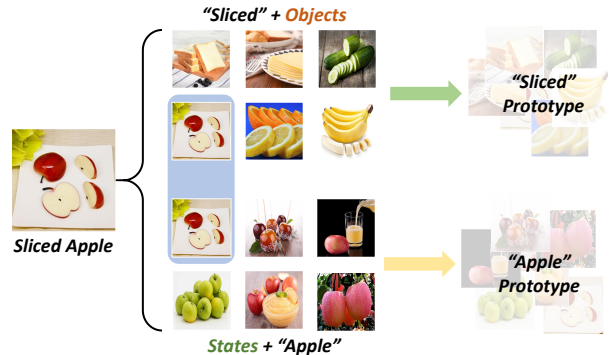 “Sliced” + Objects
“Sliced”
Prototype
Sliced Apple
“Apple”
Prototype
States + “Apple”